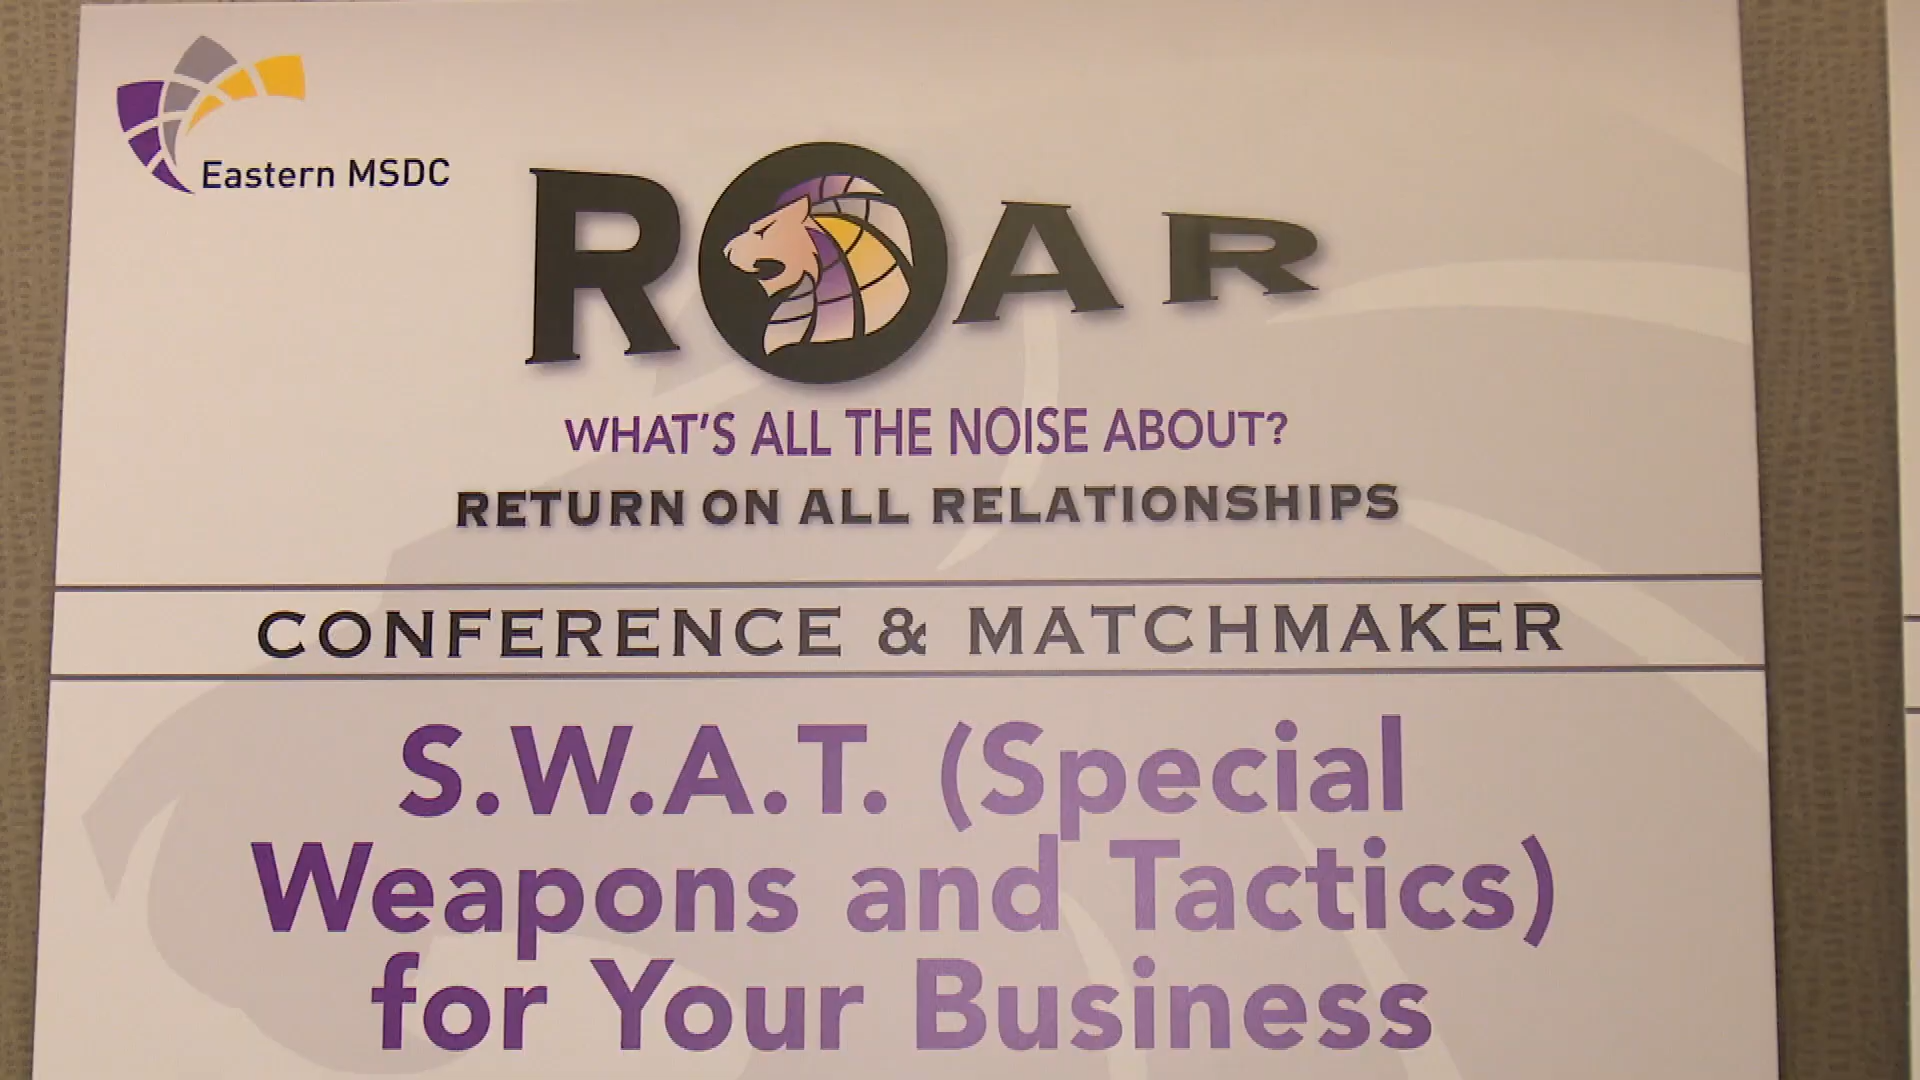 Eastern MSDC
ROAR
WHAT'S ALL THE NOISE ABOUT?
RETURN ON ALL RELATIONSHIPS
CONFERENCE & MATCHMAKER
S.W.A.T. (Special
Weapons and Tactics)
for Your Business